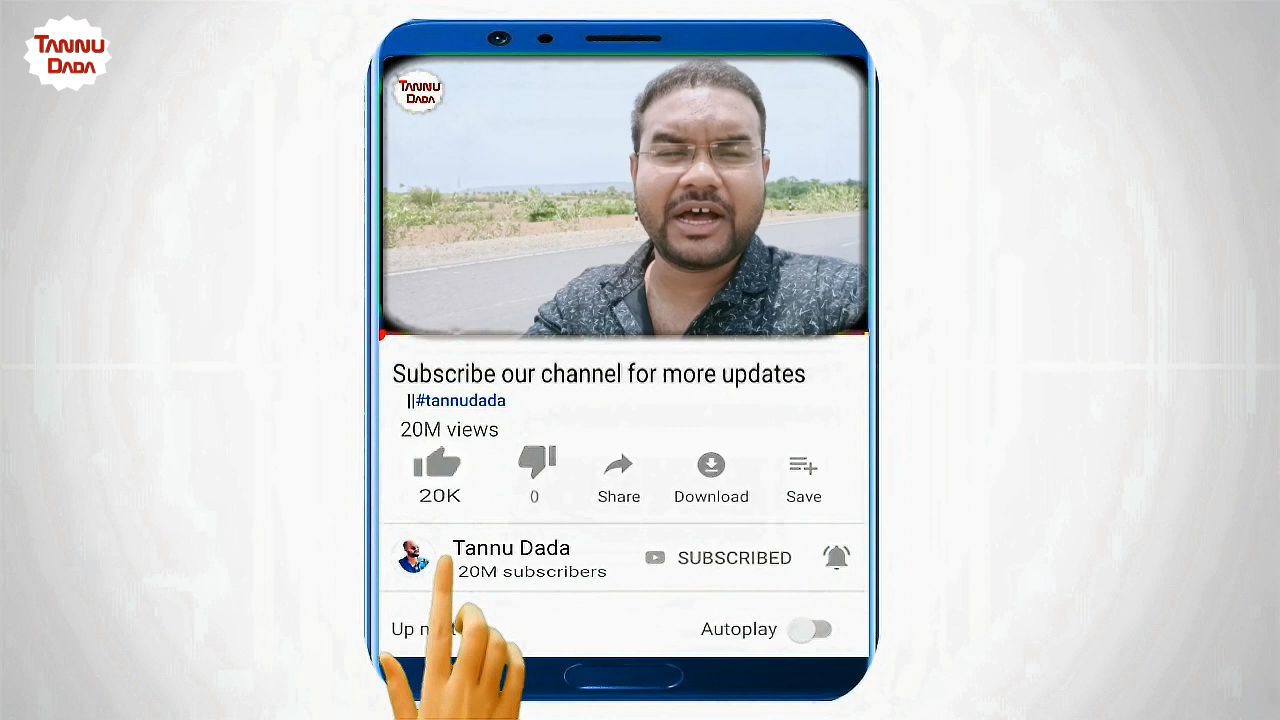 TANNU
DADA
TANNU
DADA
Subscribe our channel for more updates
||#tannudada
20M views
20K
0
Share
Download
Save
Tannu Dada
20M subscribers
SUBSCRIBED
Up
Autoplay